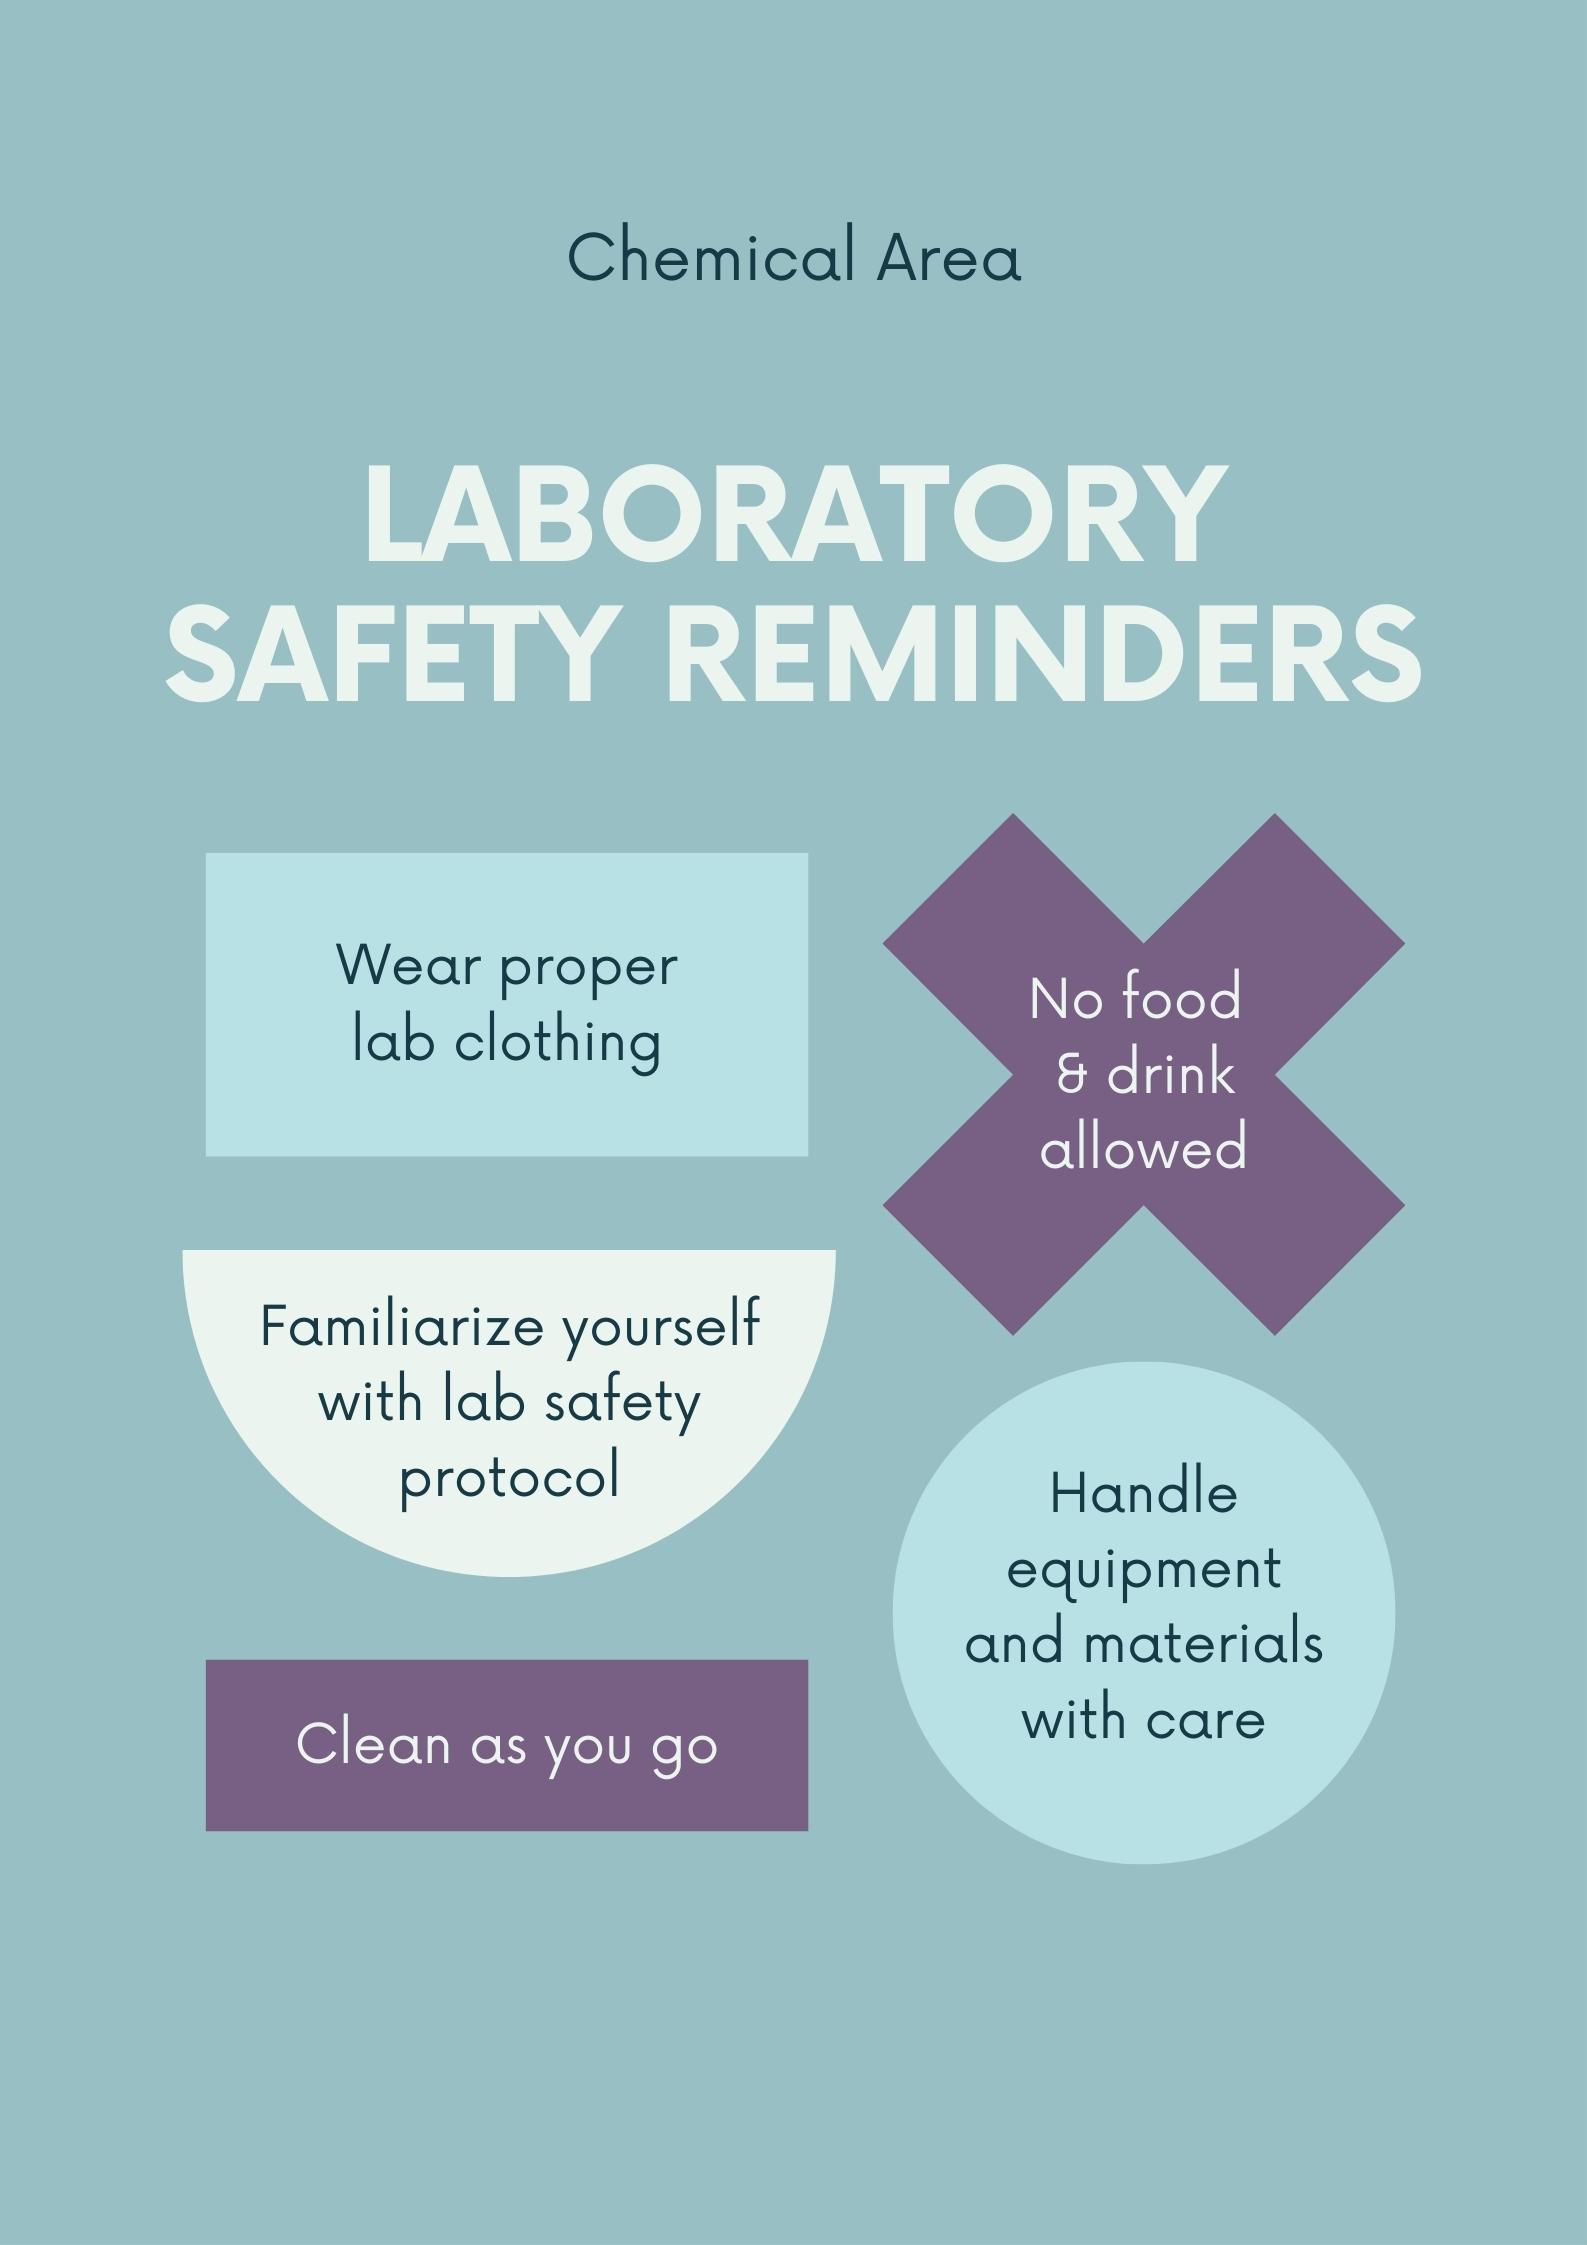 Chemical Area
LABORATORY
SAFETY REMINDERS
Wear proper
lab clothing
No food
& drink
allowed
Familiarize yourself
with lab safety
protocol
Handle
equipment
and materials
with care
Clean as you go